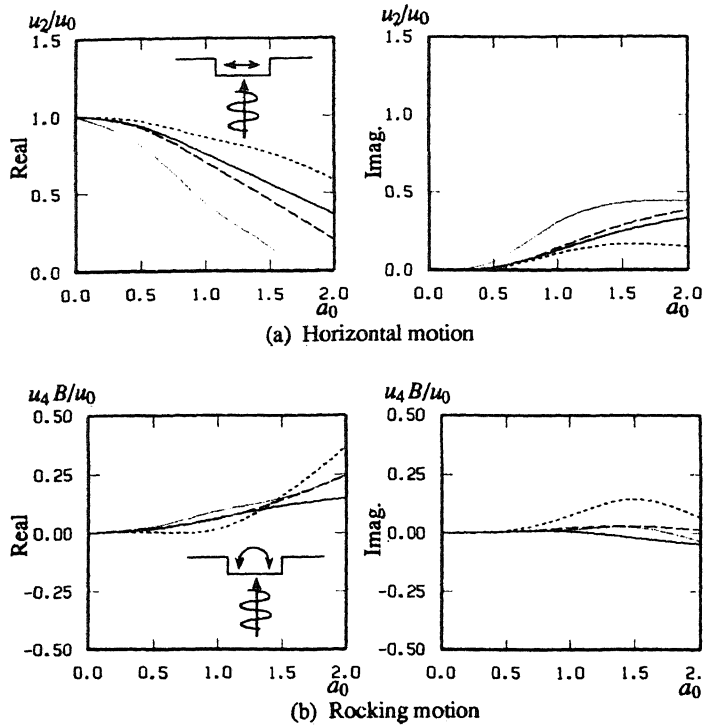 u₂/u₀
u₂/u₀
1.5
1.0
0.5
0.0
Real
0.0 0.5 1.0 1.5 2.0
a₀
1.5
1.0
0.5
0.0
Imag.
0.0 0.5 1.0 1.5 2.0
a₀
(a) Horizontal motion
u₄ B/u₀
u₄ B/u₀
0.50
0.25
0.00
-0.25
-0.50
Real
0.0 0.5 1.0 1.5 2.0
a₀
0.50
0.25
0.00
-0.25
-0.50
Imag.
0.0 0.5 1.0 1.5 2.
a₀
(b) Rocking motion